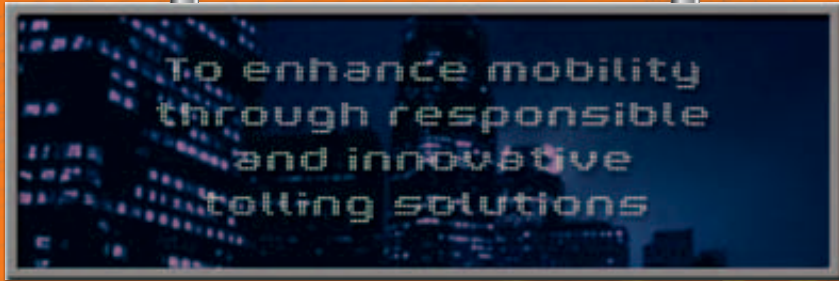 To enhance mobility
through responsible
and innovative
tolling solutions